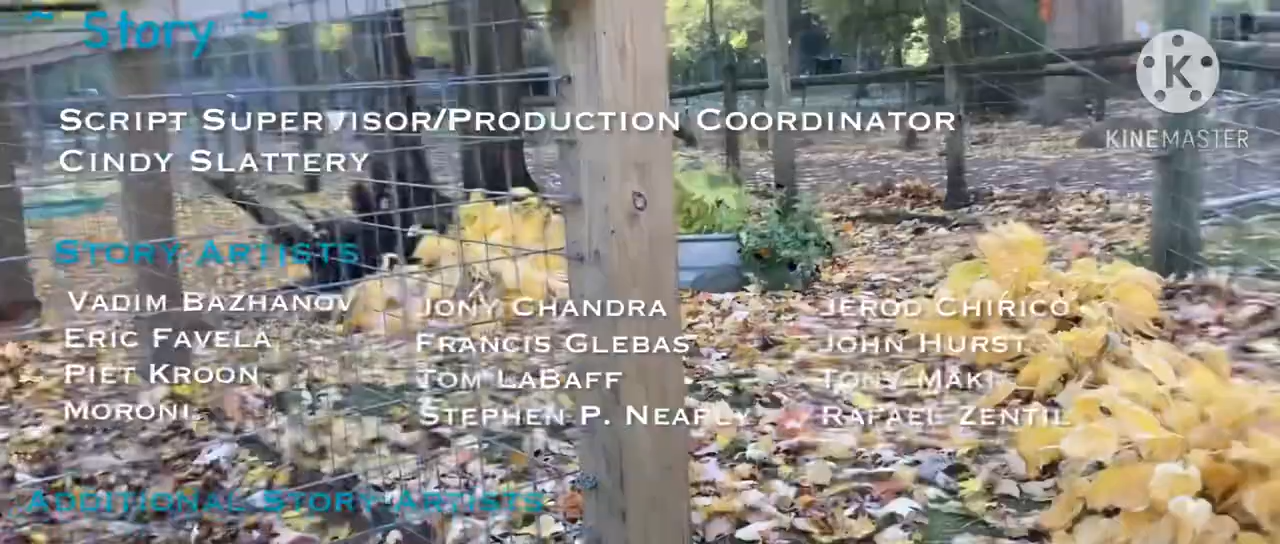 ~ Story ~
SCRIPT SUPERVISOR/PRODUCTION COORDINATOR
CINDY SLATTERY
STORY ARTISTS
VADIM BAZHANOV JONY CHANDRA JEROD CHIRICO
ERIC FAVELA FRANCIS GLEBAS JOHN HURST
PIET KROON TOM LABAFF TONY MAKI
MORONI STEPHEN P. NEARLY RAFAEL ZENTIL
ADDITIONAL STORY ARTISTS
K
KINEMASTER